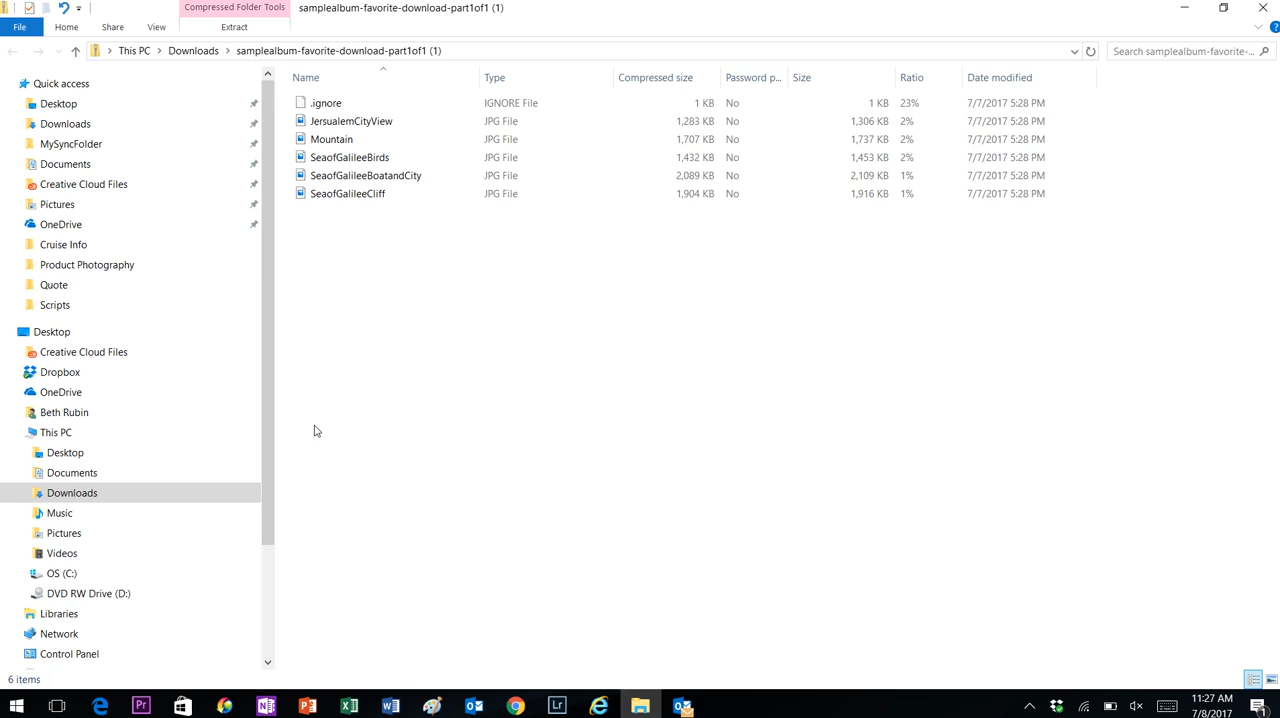 Compressed Folder Tools samplealbum-favorite-download-part1of1 (1)
File Home Share View Extract
This PC Downloads samplealbum-favorite-download-part1of1 (1) Search samplealbum-favorite-...
Name Type Compressed size Password p... Size Ratio Date modified
.ignore IGNORE File 1 KB No 1 KB 23% 7/7/2017 5:28 PM
JersualemCityView JPG File 1,283 KB No 1,306 KB 2% 7/7/2017 5:28 PM
Mountain JPG File 1,707 KB No 1,737 KB 2% 7/7/2017 5:28 PM
SeaofGalileeBirds JPG File 1,432 KB No 1,453 KB 2% 7/7/2017 5:28 PM
SeaofGalileeBoatandCity JPG File 2,089 KB No 2,109 KB 1% 7/7/2017 5:28 PM
SeaofGalileeCliff JPG File 1,904 KB No 1,916 KB 1% 7/7/2017 5:28 PM
Quick access
Desktop
Downloads
MySyncFolder
Documents
Creative Cloud Files
Pictures
OneDrive
Cruise Info
Product Photography
Quote
Scripts
Desktop
Creative Cloud Files
Dropbox
OneDrive
Beth Rubin
This PC
Desktop
Documents
Downloads
Music
Pictures
Videos
OS (C:)
DVD RW Drive (D:)
Libraries
Network
Control Panel
6 items
Pr N P X W O Lr O
11:27 AM
7/8/2017 1